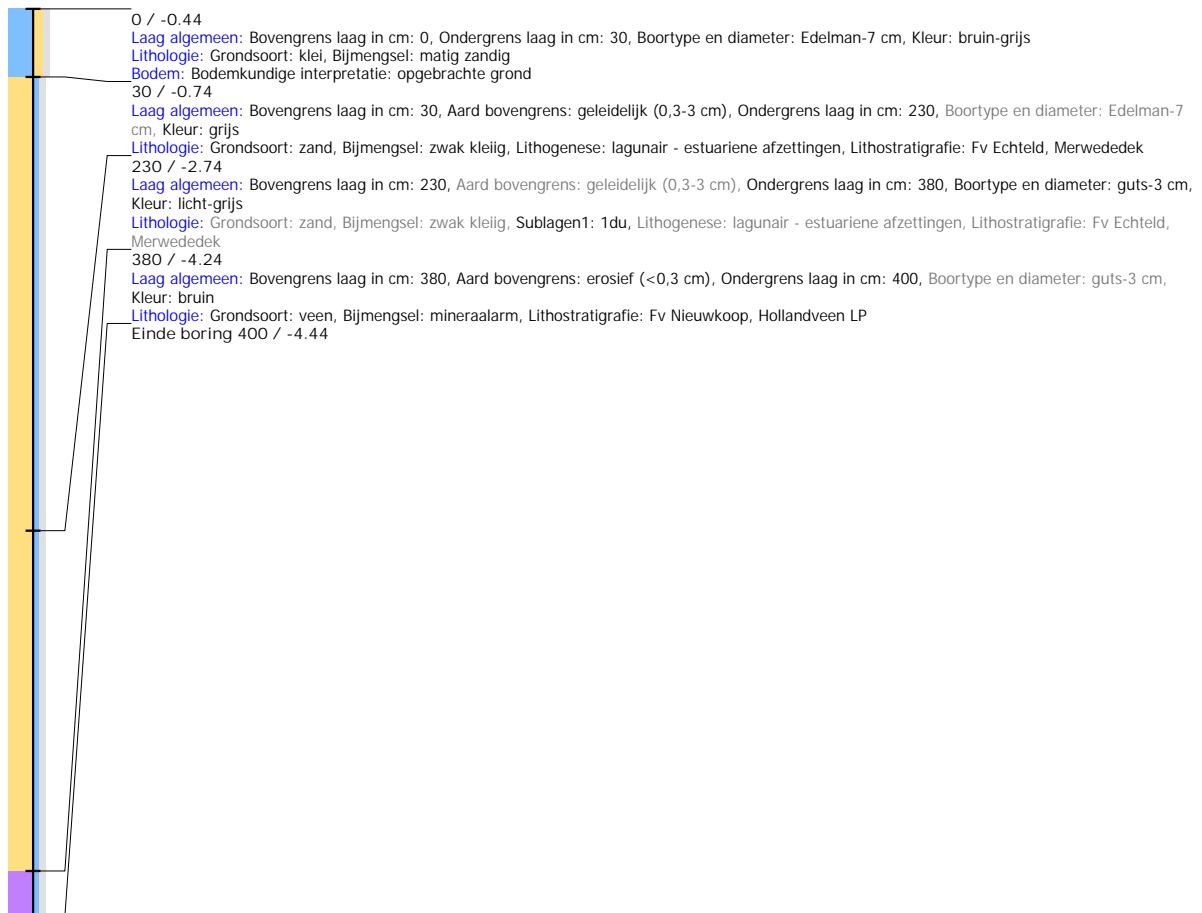 0 / -0.44
Laag algemeen: Bovengrens laag in cm: 0, Ondergrens laag in cm: 30, Boortype en diameter: Edelman-7 cm, Kleur: bruin-grijs
Lithologie: Grondsoort: klei, Bijmengsel: matig zandig
Bodem: Bodemkundige interpretatie: opgebrachte grond
30 / -0.74
Laag algemeen: Bovengrens laag in cm: 30, Aard bovengrens: geleidelijk (0,3-3 cm), Ondergrens laag in cm: 230, Boortype en diameter: Edelman-7
cm, Kleur: grijs
Lithologie: Grondsoort: zand, Bijmengsel: zwak kleiig, Lithogenese: lagunair - estuariene afzettingen, Lithostratigrafie: Fv Echteld, Merwededek
230 / -2.74
Laag algemeen: Bovengrens laag in cm: 230, Aard bovengrens: geleidelijk (0,3-3 cm), Ondergrens laag in cm: 380, Boortype en diameter: guts-3 cm,
Kleur: licht-grijs
Lithologie: Grondsoort: zand, Bijmengsel: zwak kleiig, Sublagen1: 1du, Lithogenese: lagunair - estuariene afzettingen, Lithostratigrafie: Fv Echteld,
Merwededek
380 / -4.24
Laag algemeen: Bovengrens laag in cm: 380, Aard bovengrens: erosief (<0,3 cm), Ondergrens laag in cm: 400, Boortype en diameter: guts-3 cm,
Kleur: bruin
Lithologie: Grondsoort: veen, Bijmengsel: mineraalarm, Lithostratigrafie: Fv Nieuwkoop, Hollandveen LP
Einde boring 400 / -4.44